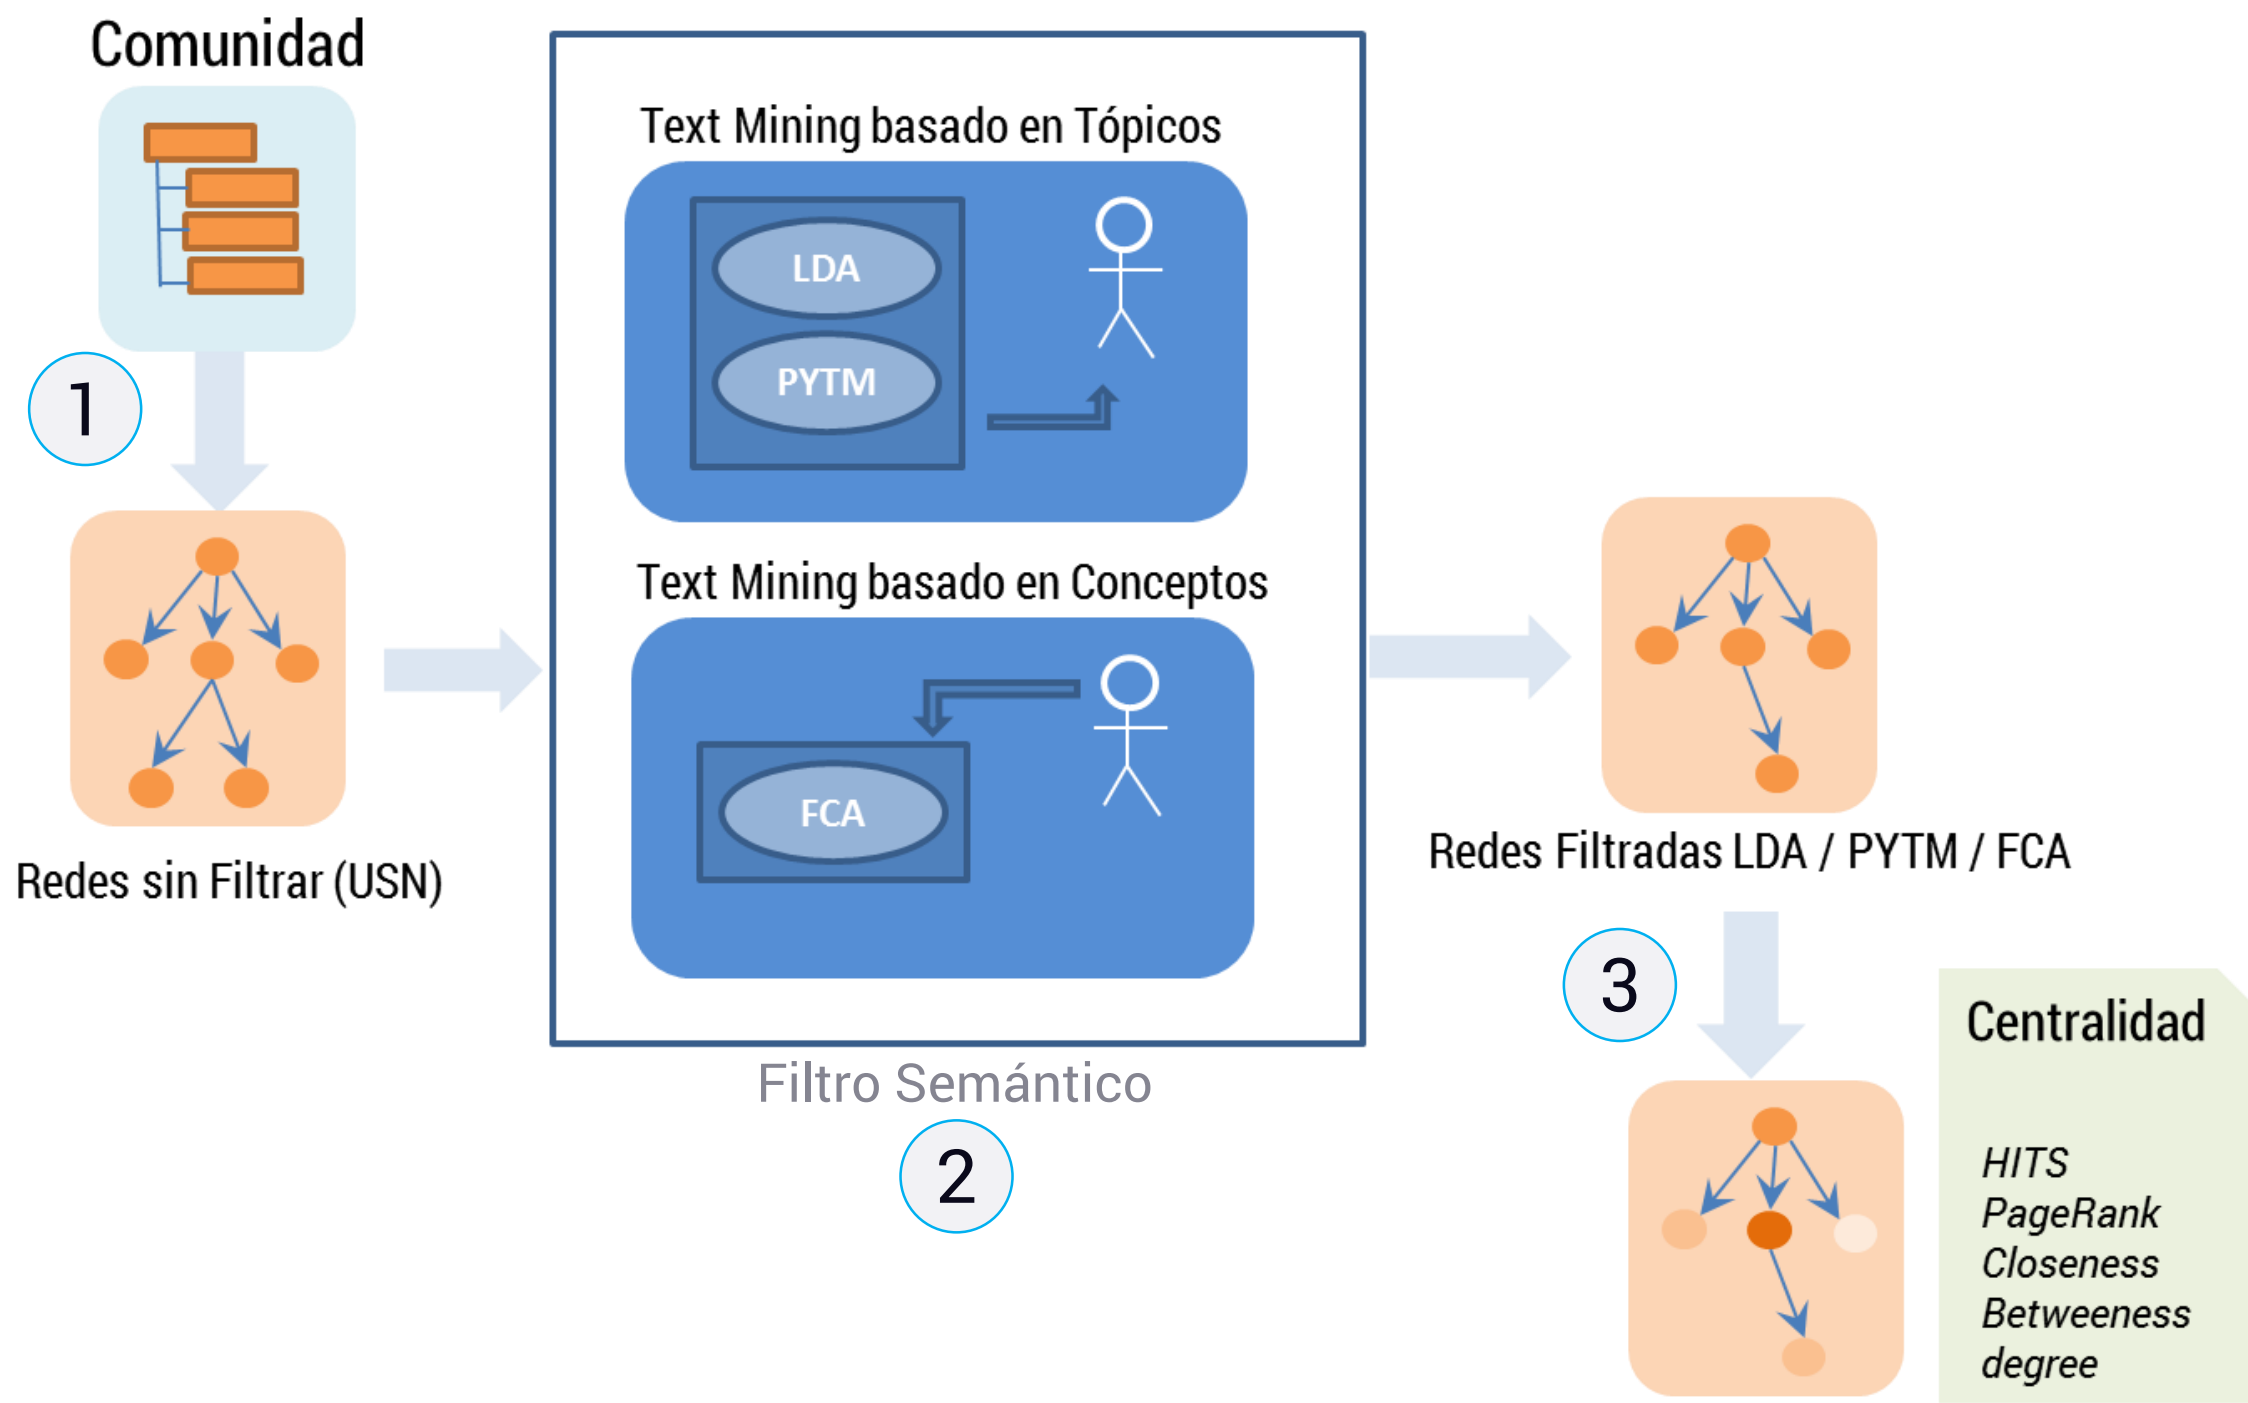 Comunidad
1
Redes sin Filtrar (USN)
Text Mining basado en Tópicos
LDA
PYTM
Text Mining basado en Conceptos
FCA
Filtro Semántico
2
Redes Filtradas LDA / PYTM / FCA
3
Centralidad
HITS
PageRank
Closeness
Betweeness
degree